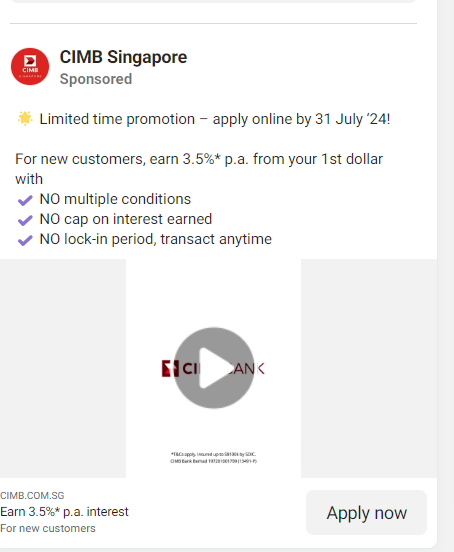 CIMB
SINGAPORE
CIMB Singapore
Sponsored
🌟 Limited time promotion – apply online by 31 July ‘24!
For new customers, earn 3.5%* p.a. from your 1st dollar
with
✔ NO multiple conditions
✔ NO cap on interest earned
✔ NO lock-in period, transact anytime
CI ANK
*T&Cs apply. Insured up to S$100k by SDIC.
CIMB Bank Berhad 197201001799 (13491-P)
CIMB.COM.SG
Earn 3.5%* p.a. interest
For new customers
Apply now